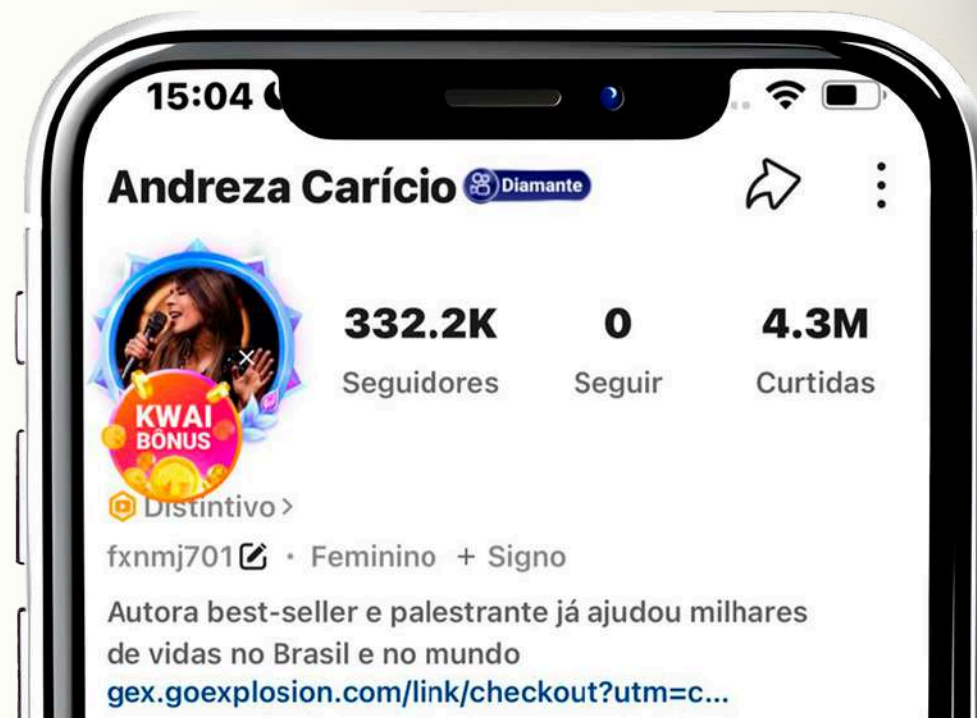 15:04
Andreza Carício Diamante
332.2K 0 4.3M
Seguidores Seguir Curtidas
KWAI
BÔNUS
Distintivo >
fxnmj701 · Feminino + Signo
Autora best-seller e palestrante já ajudou milhares
de vidas no Brasil e no mundo
gex.goexplosion.com/link/checkout?utm=c...